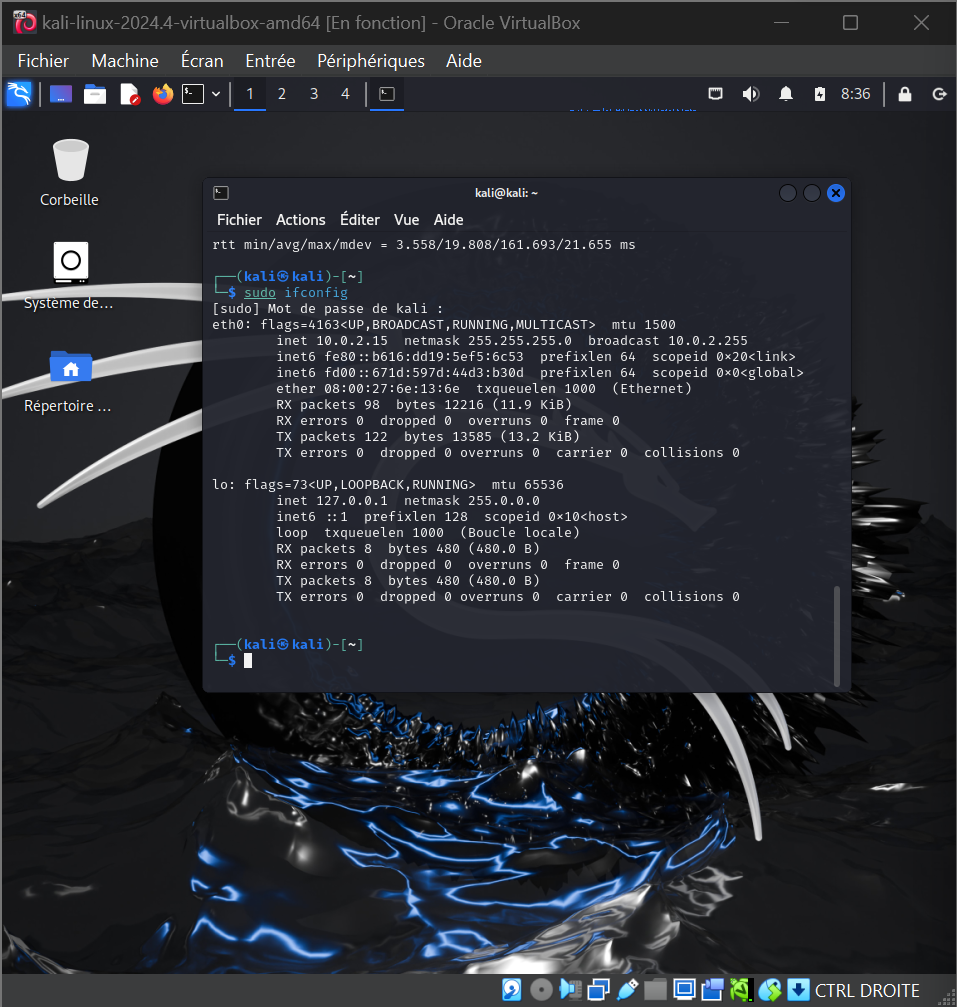 kali-linux-2024.4-virtualbox-amd64 [En fonction] - Oracle VirtualBox
Fichier Machine Écran Entrée Périphériques Aide
1 2 3 4 8:36
Corbeille
Système de...
Répertoire ...
kali@kali: ~
Fichier Actions Éditer Vue Aide
rtt min/avg/max/mdev = 3.558/19.808/161.693/21.655 ms
┌──(kali㉿kali)-[~]
└─$ sudo ifconfig
[sudo] Mot de passe de kali :
eth0: flags=4163<UP,BROADCAST,RUNNING,MULTICAST>  mtu 1500
        inet 10.0.2.15  netmask 255.255.255.0  broadcast 10.0.2.255
        inet6 fe80::b616:dd19:5ef5:6c53  prefixlen 64  scopeid 0×20<link>
        inet6 fd00::671d:597d:44d3:b30d  prefixlen 64  scopeid 0×0<global>
        ether 08:00:27:6e:13:6e  txqueuelen 1000  (Ethernet)
        RX packets 98  bytes 12216 (11.9 KiB)
        RX errors 0  dropped 0  overruns 0  frame 0
        TX packets 122  bytes 13585 (13.2 KiB)
        TX errors 0  dropped 0 overruns 0  carrier 0  collisions 0
lo: flags=73<UP,LOOPBACK,RUNNING>  mtu 65536
        inet 127.0.0.1  netmask 255.0.0.0
        inet6 ::1  prefixlen 128  scopeid 0×10<host>
        loop  txqueuelen 1000  (Boucle locale)
        RX packets 8  bytes 480 (480.0 B)
        RX errors 0  dropped 0  overruns 0  frame 0
        TX packets 8  bytes 480 (480.0 B)
        TX errors 0  dropped 0 overruns 0  carrier 0  collisions 0
┌──(kali㉿kali)-[~]
└─$
CTRL DROITE